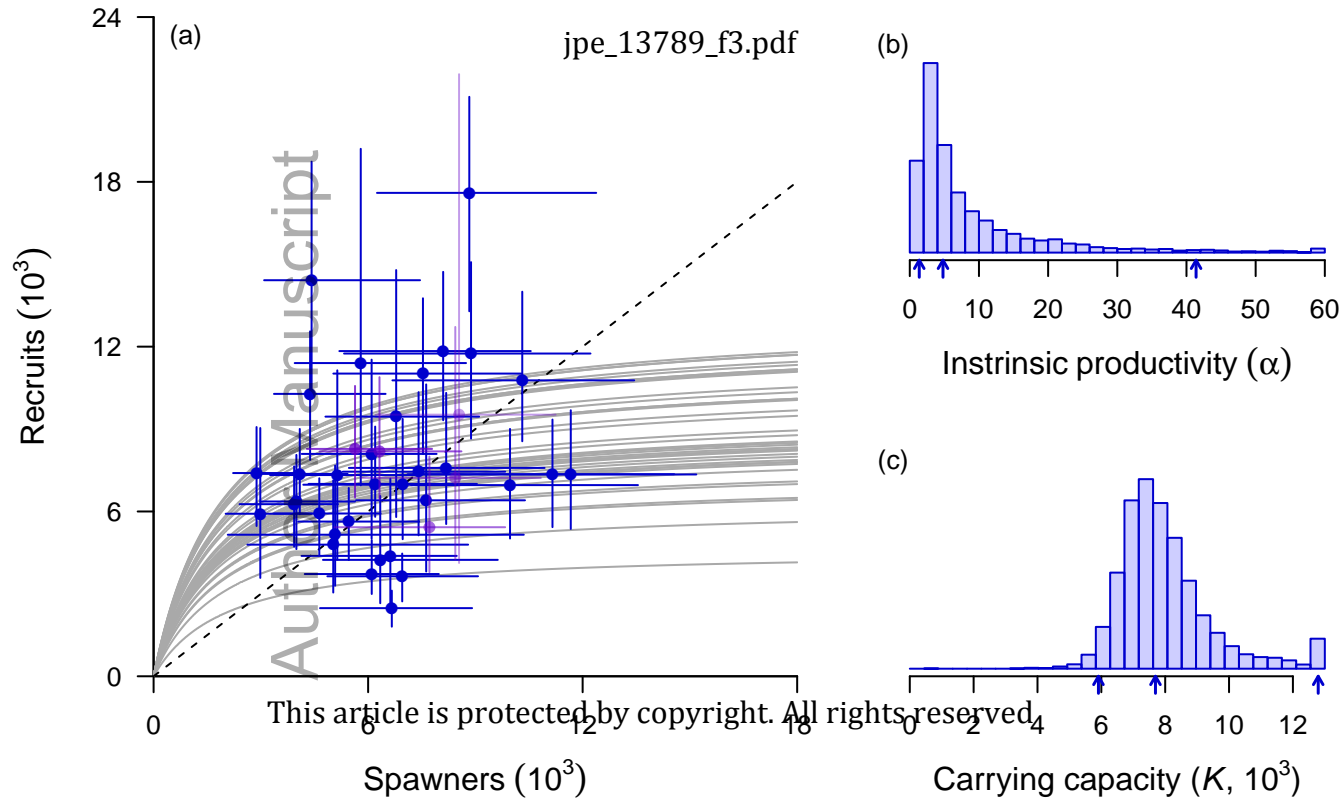 (a)
jpe_13789_f3.pdf
24
18
12
6
0
Recruits (10³)
Author Manuscript
0 6 12 18
This article is protected by copyright. All rights reserved
Spawners (10³)
(b)
0 10 20 30 40 50 60
Instrinsic productivity (α)
(c)
0 2 4 6 8 10 12
Carrying capacity (K, 10³)